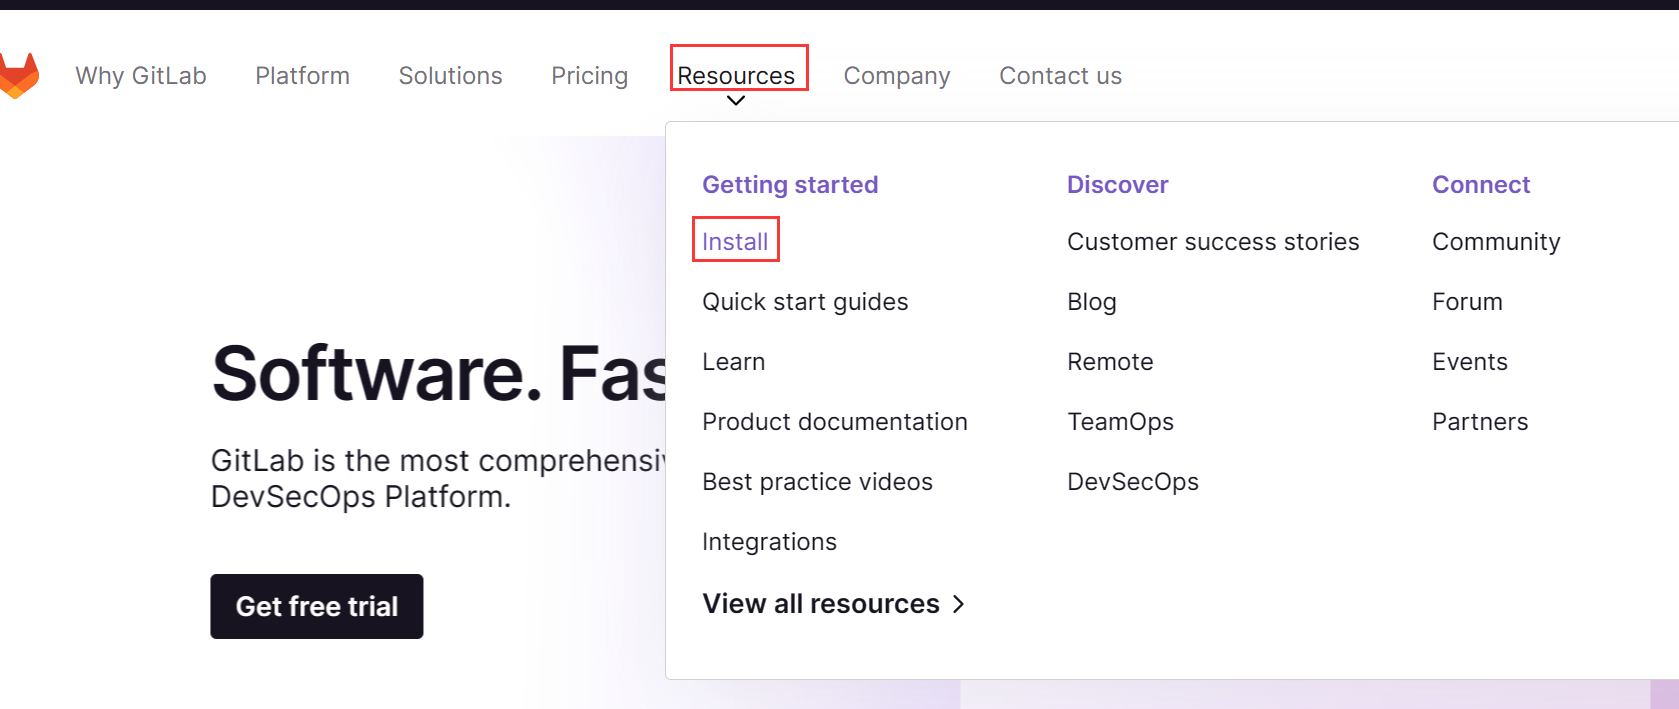 Why GitLab Platform Solutions Pricing Resources Company Contact us
Getting started
Install
Quick start guides
Learn
Product documentation
Best practice videos
Integrations
View all resources
Discover
Customer success stories
Blog
Remote
TeamOps
DevSecOps
Connect
Community
Forum
Events
Partners
Software. Fas
GitLab is the most comprehensiv
DevSecOps Platform.
Get free trial